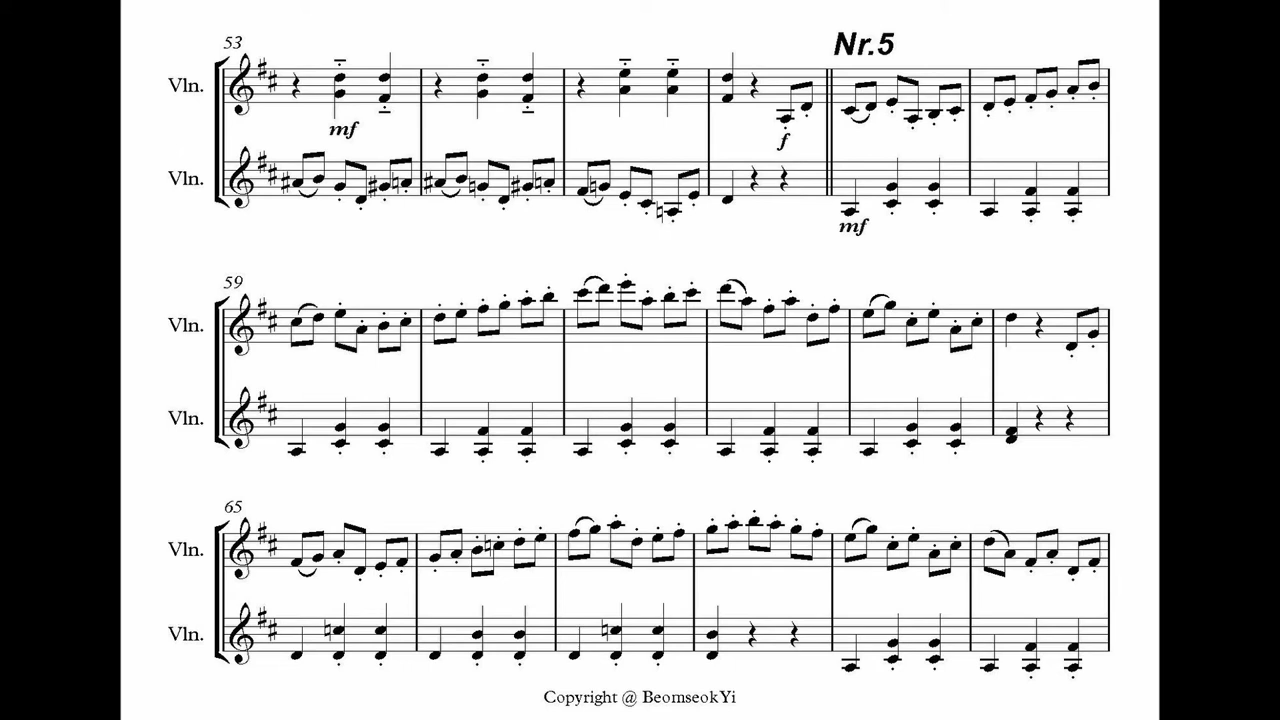 Nr.5
53
Vln.
mf
f
Vln.
mf
59
Vln.
Vln.
65
Vln.
Vln.
Copyright @ BeomseokYi